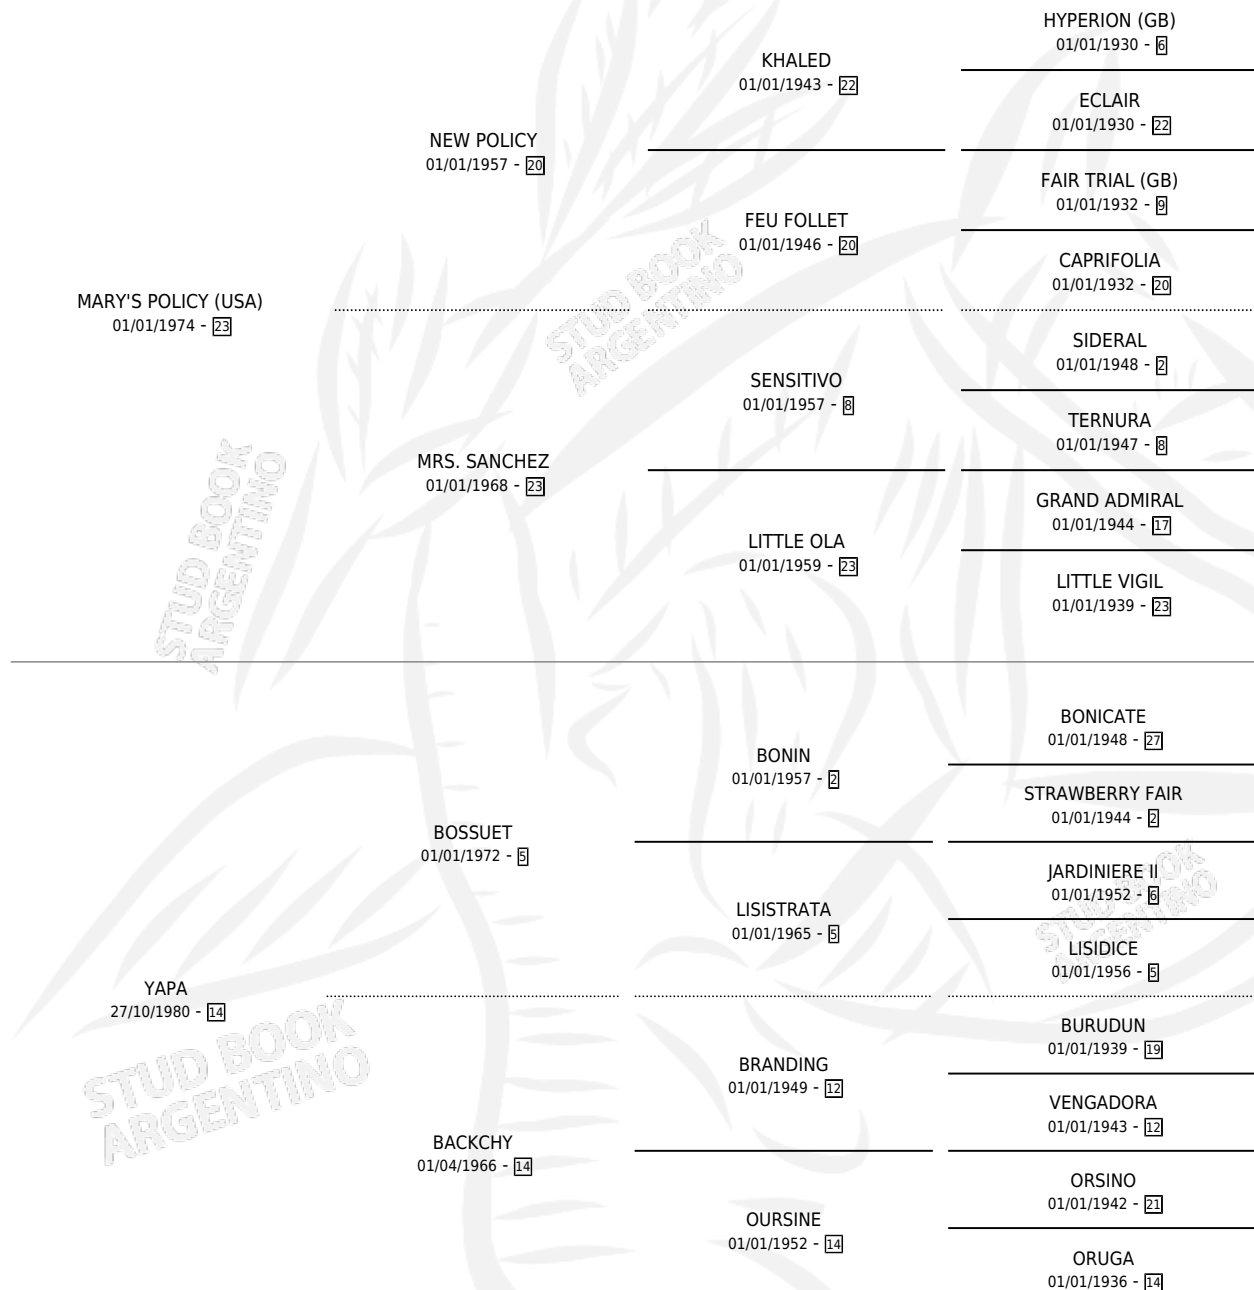 HYPERION (GB)
01/01/1930 - 6
KHALED
01/01/1943 - 22
ECLAIR
01/01/1930 - 22
NEW POLICY
01/01/1957 - 20
FAIR TRIAL (GB)
01/01/1932 - 9
FEU FOLLET
01/01/1946 - 20
CAPRIFOLIA
01/01/1932 - 20
MARY'S POLICY (USA)
01/01/1974 - 23
SIDERAL
01/01/1948 - 2
SENSITIVO
01/01/1957 - 8
TERNURA
01/01/1947 - 8
MRS. SANCHEZ
01/01/1968 - 23
GRAND ADMIRAL
01/01/1944 - 17
LITTLE OLA
01/01/1959 - 23
LITTLE VIGIL
01/01/1939 - 23
BONICATE
01/01/1948 - 27
BONIN
01/01/1957 - 2
STRAWBERRY FAIR
01/01/1944 - 2
BOSSUET
01/01/1972 - 5
JARDINIERE II
01/01/1952 - 6
LISISTRATA
01/01/1965 - 5
LISIDICE
01/01/1956 - 5
YAPA
27/10/1980 - 14
BURUDUN
01/01/1939 - 19
BRANDING
01/01/1949 - 12
VENGADORA
01/01/1943 - 12
BACKCHY
01/04/1966 - 14
ORSINO
01/01/1942 - 21
OURSINE
01/01/1952 - 14
ORUGA
01/01/1936 - 14
STUD BOOK
ARGENTINO
STUD BOOK
ARGENTINO
STUD BOOK
ARGENTINO
STUD BOOK
ARGENTINO